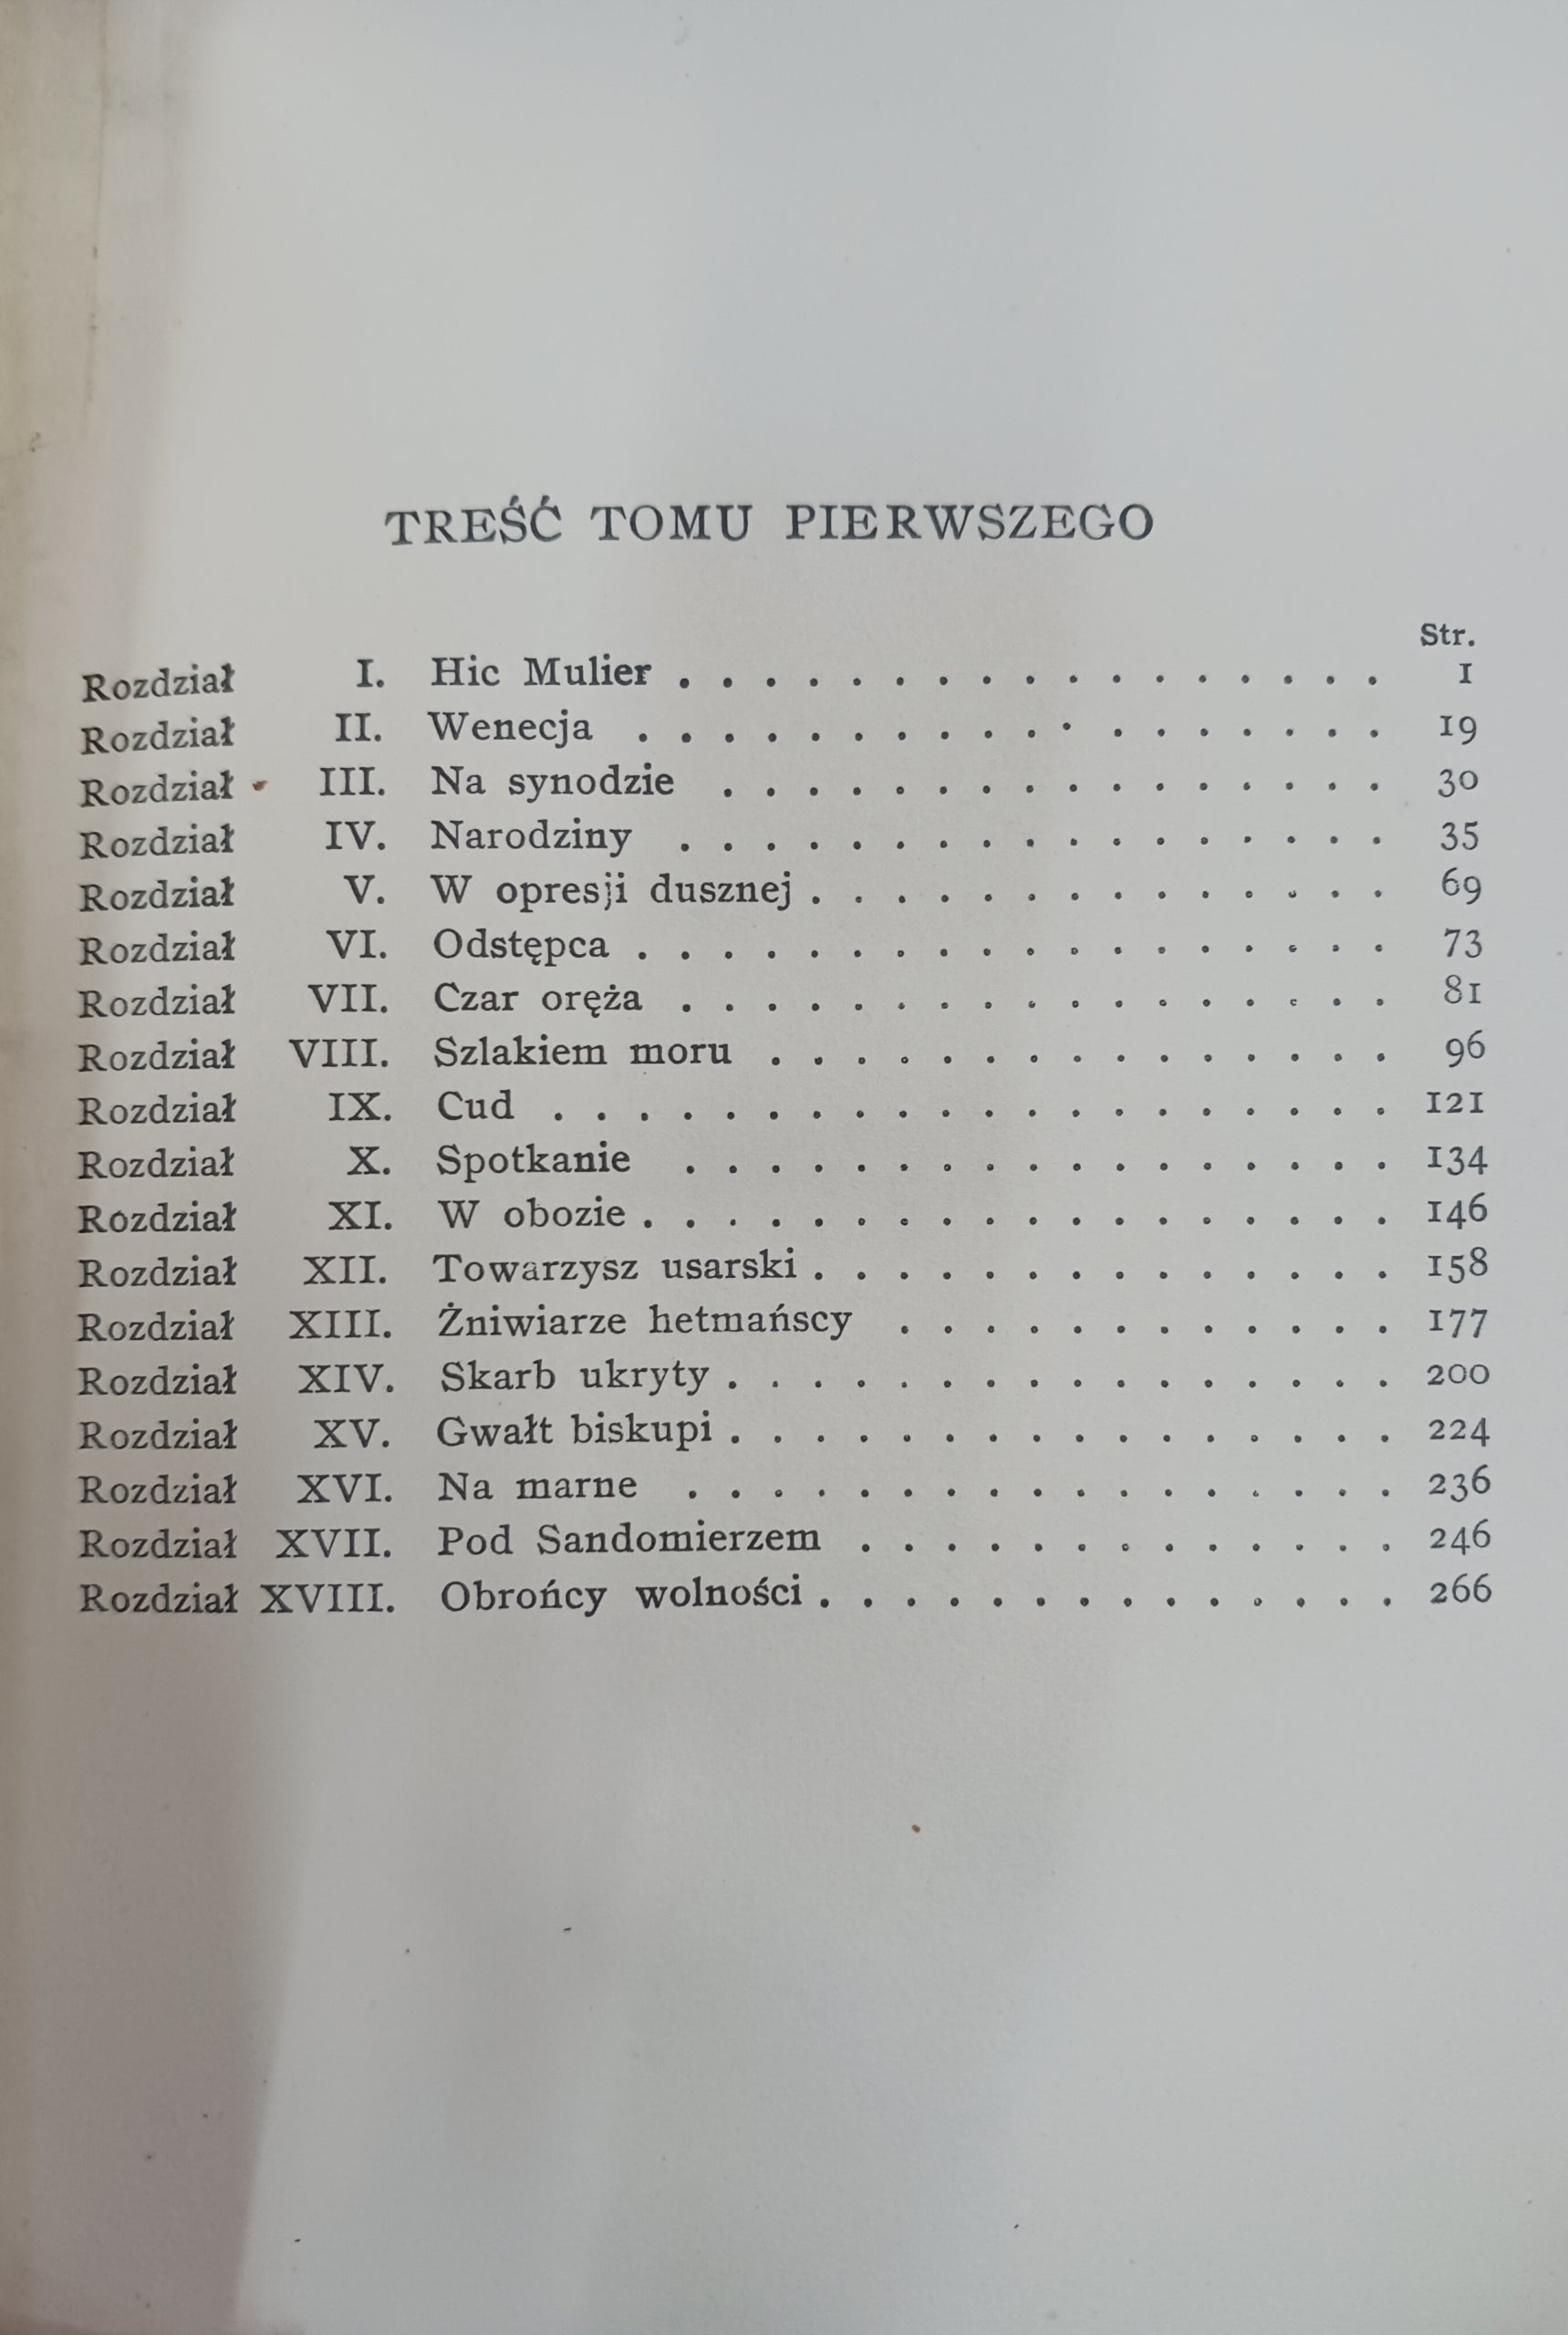 TREŚĆ TOMU PIERWSZEGO
Str.
Rozdział I. Hic Mulier . . . . . . . . . . . . . . . . . 1
Rozdział II. Wenecja . . . . . . . . . . . . . . . . . . 19
Rozdział III. Na synodzie . . . . . . . . . . . . . . . . 30
Rozdział IV. Narodziny . . . . . . . . . . . . . . . . . 35
Rozdział V. W opresji dusznej . . . . . . . . . . . . . . 69
Rozdział VI. Odstępca . . . . . . . . . . . . . . . . . . 73
Rozdział VII. Czar oręża . . . . . . . . . . . . . . . . . 81
Rozdział VIII. Szlakiem moru . . . . . . . . . . . . . . . 96
Rozdział IX. Cud . . . . . . . . . . . . . . . . . . . . 121
Rozdział X. Spotkanie . . . . . . . . . . . . . . . . . 134
Rozdział XI. W obozie . . . . . . . . . . . . . . . . . . 146
Rozdział XII. Towarzysz usarski . . . . . . . . . . . . . . 158
Rozdział XIII. Żniwiarze hetmańscy . . . . . . . . . . . . 177
Rozdział XIV. Skarb ukryty . . . . . . . . . . . . . . . . 200
Rozdział XV. Gwałt biskupi . . . . . . . . . . . . . . . . 224
Rozdział XVI. Na marne . . . . . . . . . . . . . . . . . 236
Rozdział XVII. Pod Sandomierzem . . . . . . . . . . . . . 246
Rozdział XVIII. Obrońcy wolności . . . . . . . . . . . . . . 266